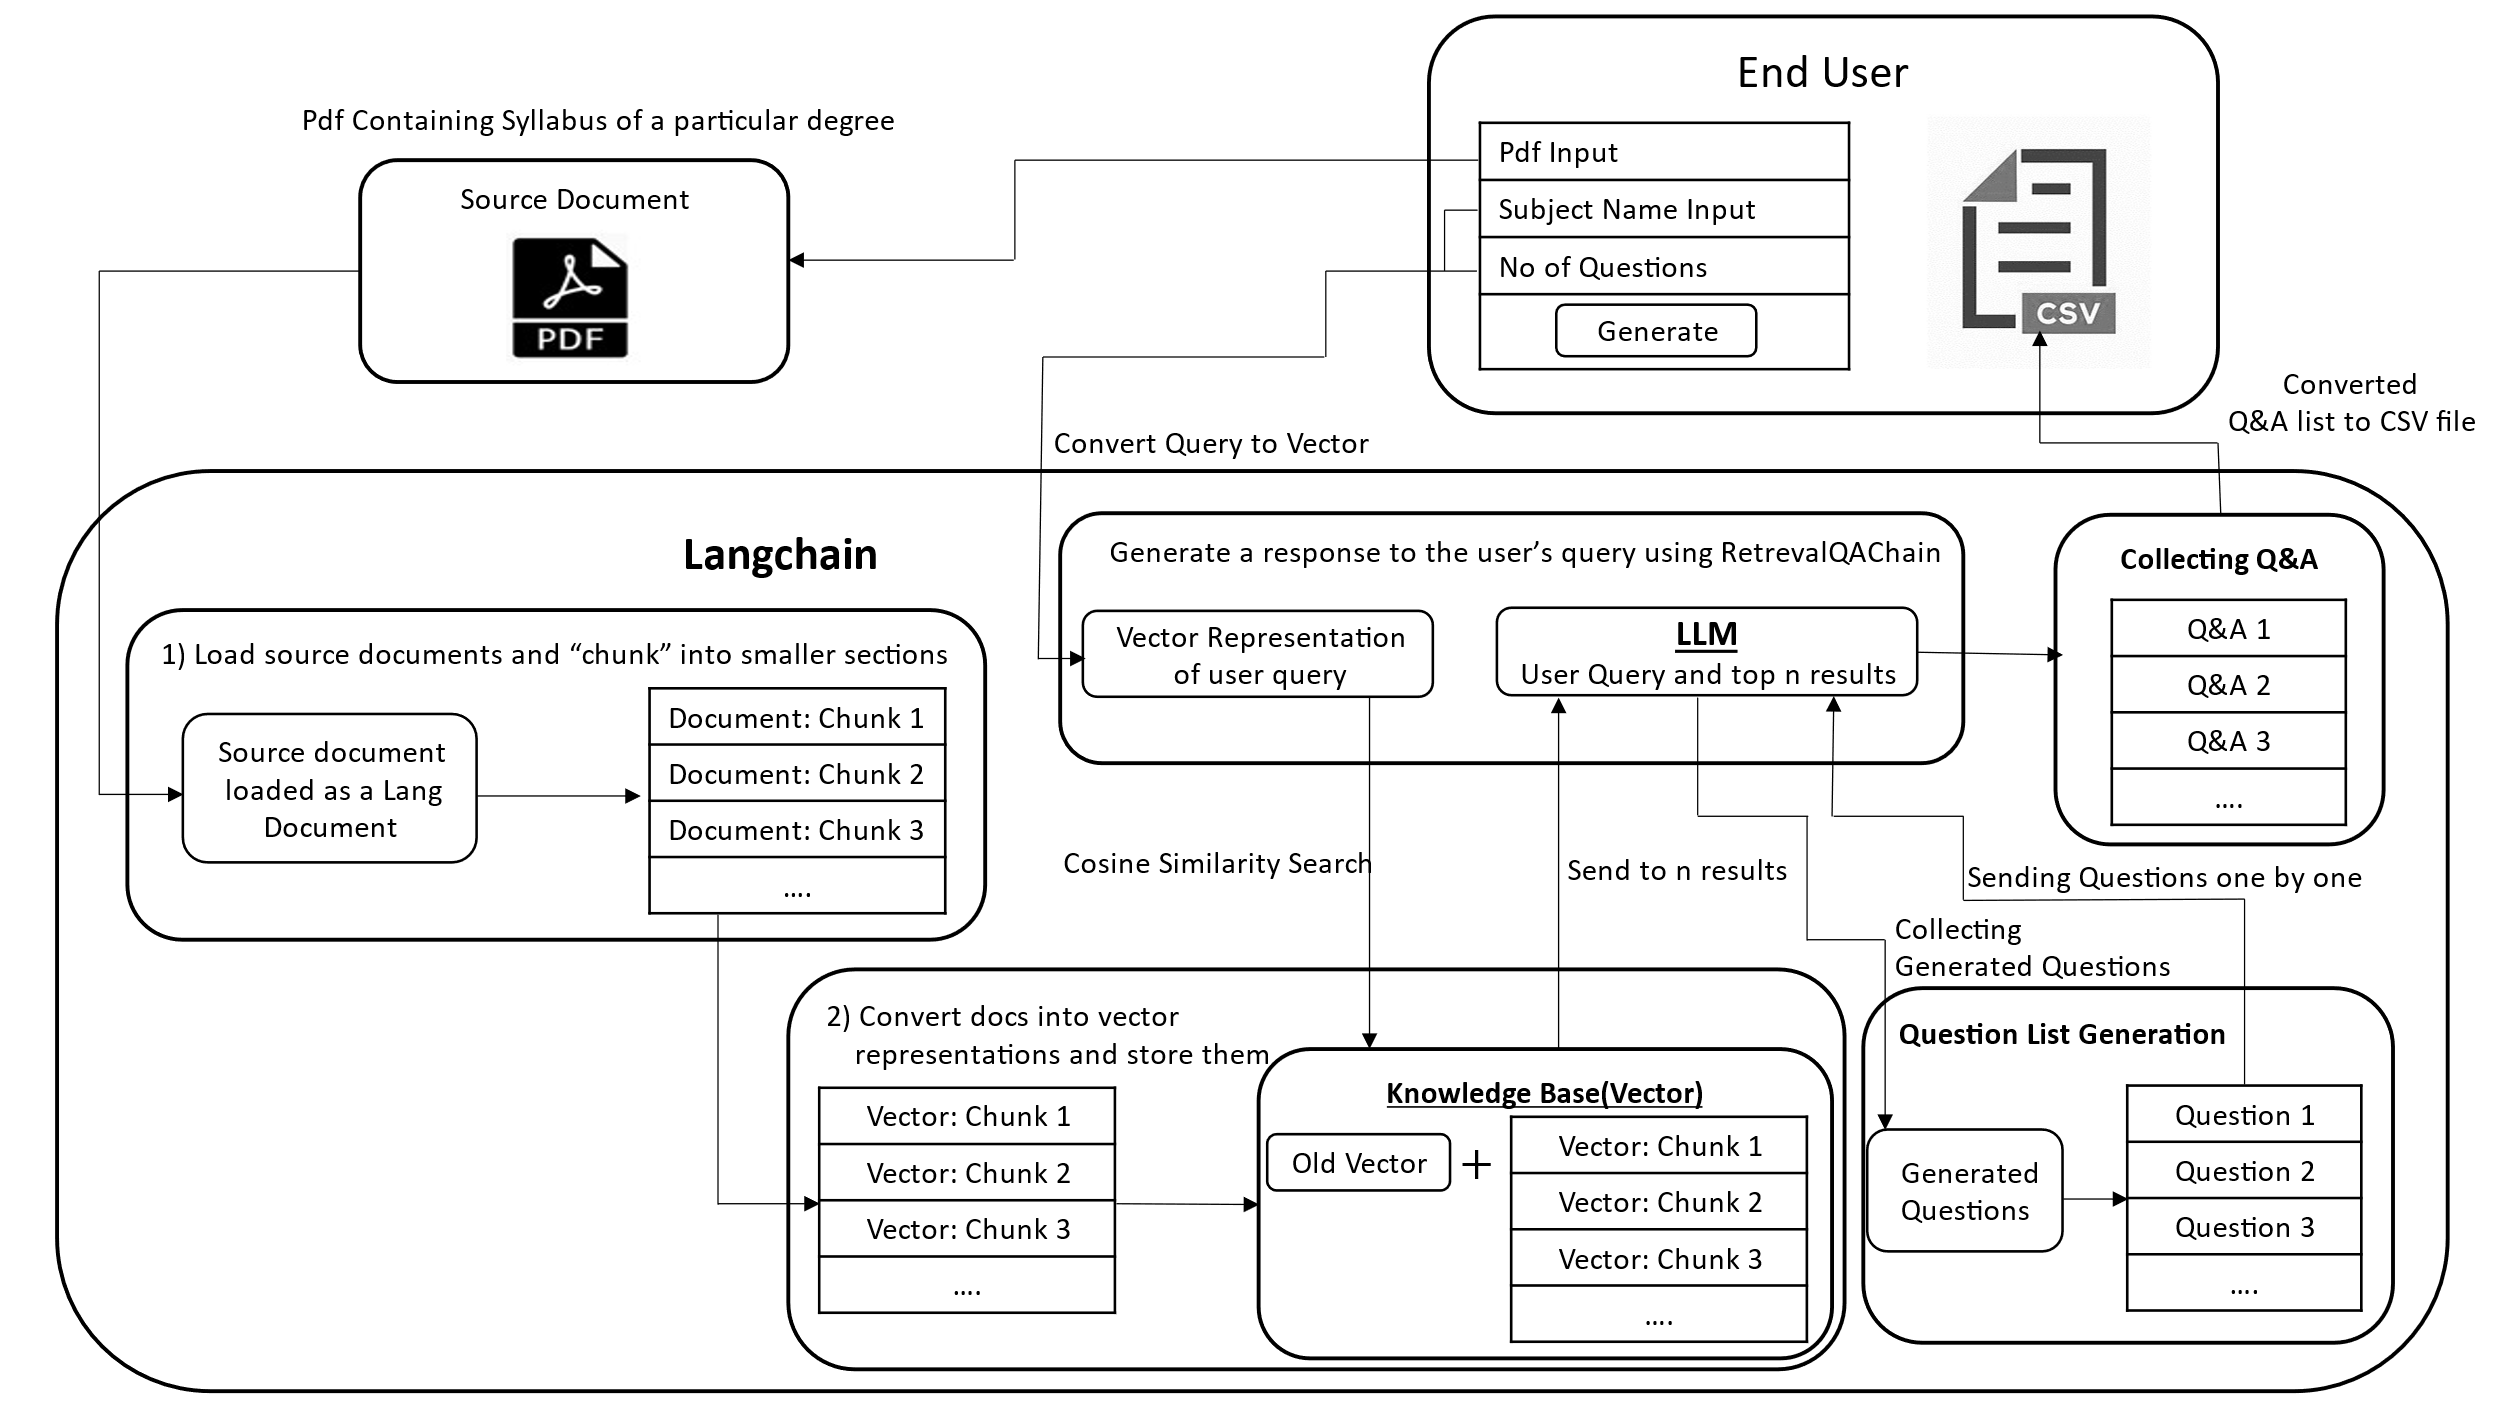 End User
Pdf Input
Subject Name Input
No of Questions
Generate
CSV
Converted
Q&A list to CSV file
Pdf Containing Syllabus of a particular degree
Source Document
PDF
Convert Query to Vector
Langchain
1) Load source documents and “chunk” into smaller sections
Source document
loaded as a Lang
Document
Document: Chunk 1
Document: Chunk 2
Document: Chunk 3
....
Generate a response to the user’s query using RetrevalQAChain
Vector Representation
of user query
LLM
User Query and top n results
Collecting Q&A
Q&A 1
Q&A 2
Q&A 3
....
Cosine Similarity Search
Send to n results
Sending Questions one by one
Collecting
Generated Questions
2) Convert docs into vector
representations and store them
Vector: Chunk 1
Vector: Chunk 2
Vector: Chunk 3
....
Knowledge Base(Vector)
Old Vector
+
Vector: Chunk 1
Vector: Chunk 2
Vector: Chunk 3
....
Question List Generation
Generated
Questions
Question 1
Question 2
Question 3
....